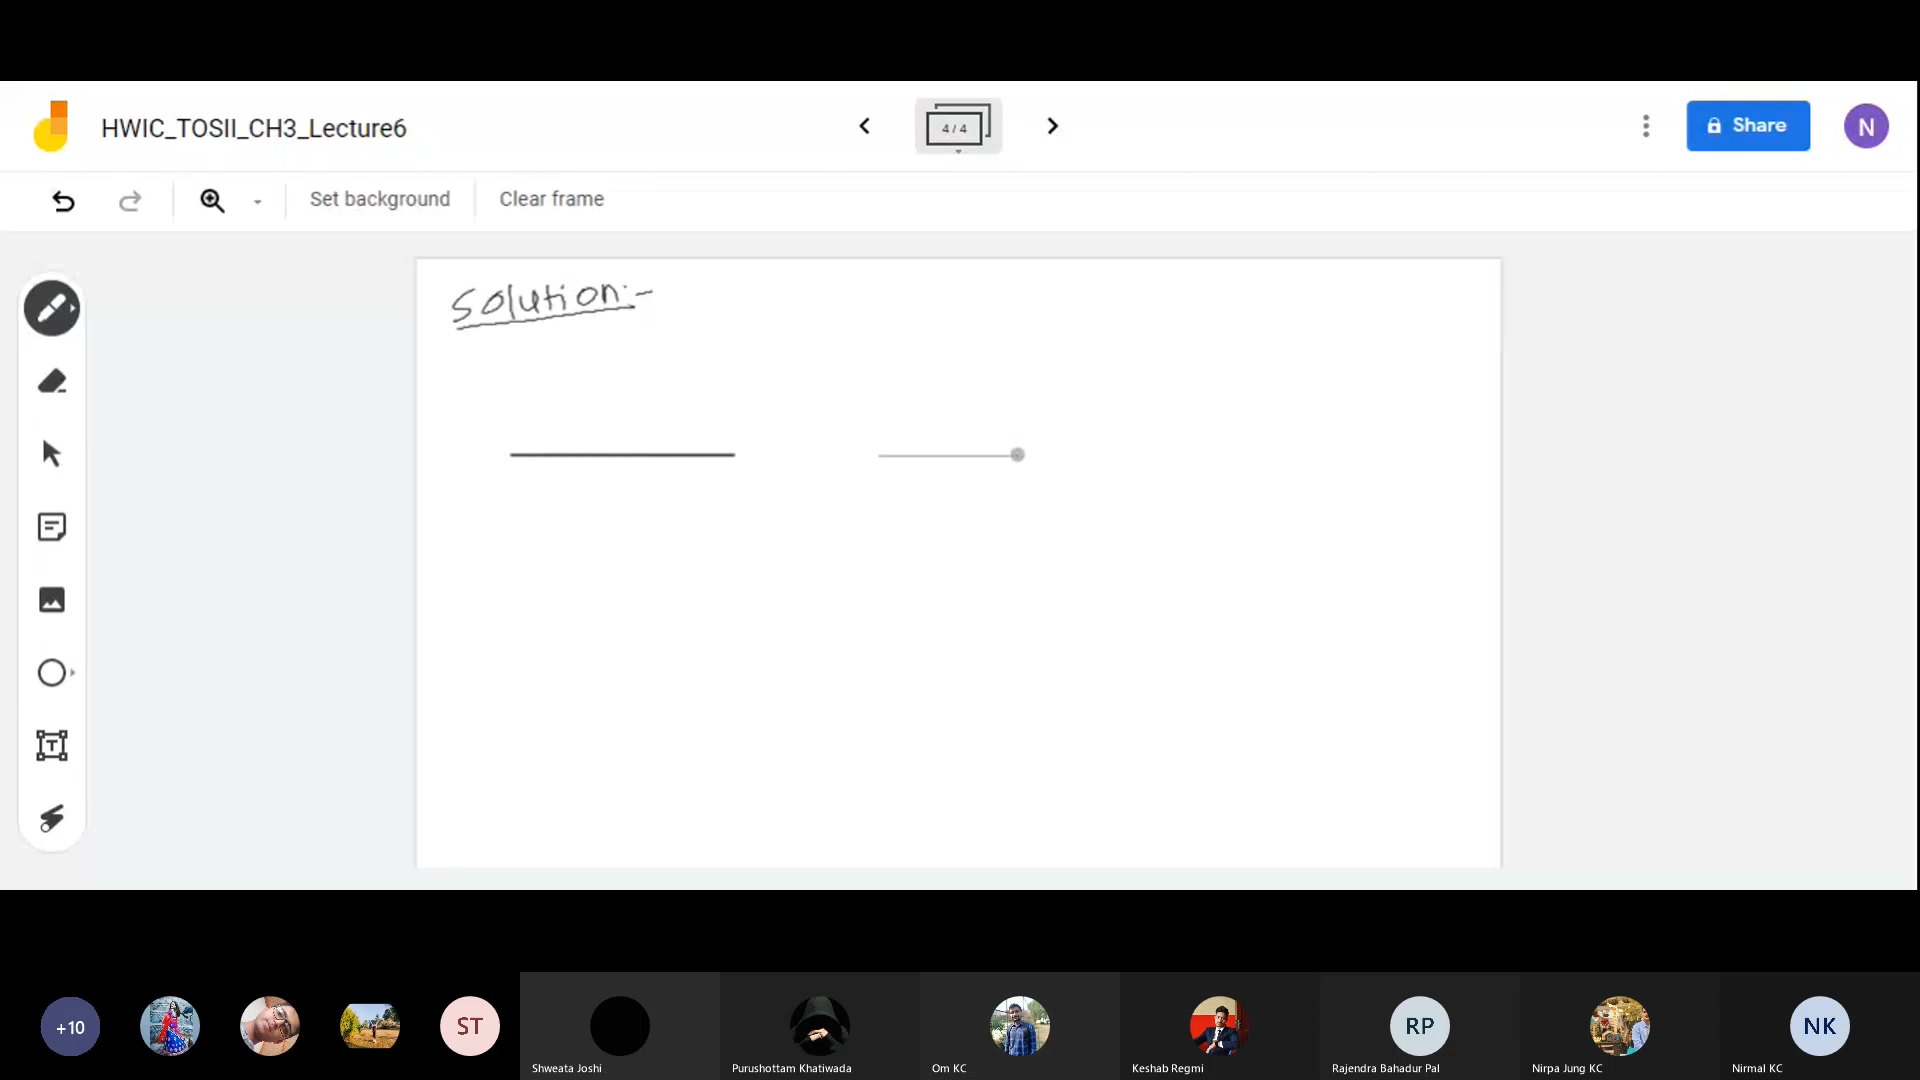 HWIC_TOSII_CH3_Lecture6
4 / 4
Share
N
Set background
Clear frame
Solution:-
+10
ST
RP
NK
Shweata Joshi
Purushottam Khatiwada
Om KC
Keshab Regmi
Rajendra Bahadur Pal
Nirpa Jung KC
Nirmal KC